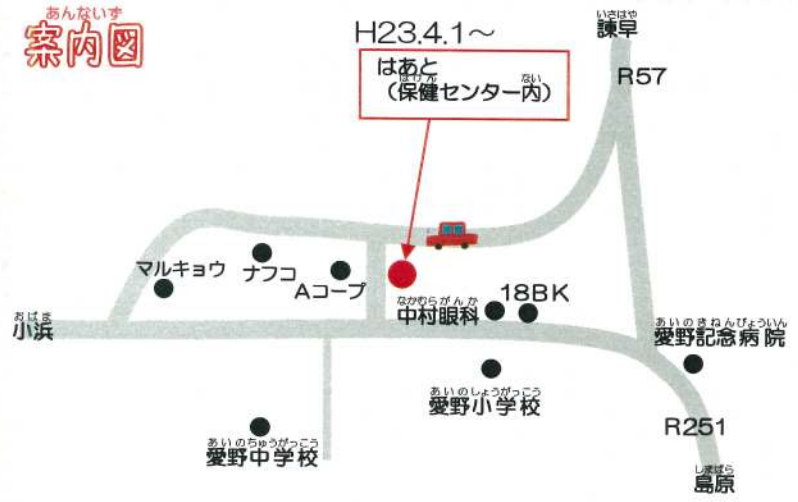 あんないず
案内図
H23.4.1～
はあと
ほけん ない
（保健センター内）
いさはや
諫早
R57
マルキョウ
ナフコ
Aコープ
なかむらがんか
中村眼科
18BK
おばま
小浜
あいのきねんびょういん
愛野記念病院
あいのしょうがっこう
愛野小学校
R251
あいのちゅうがっこう
愛野中学校
しまばら
島原